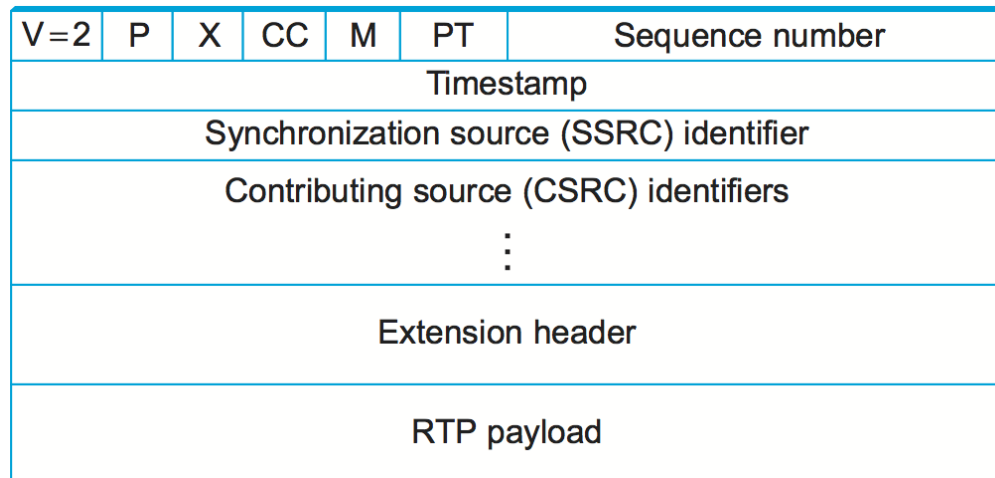 V=2 P X CC M PT Sequence number
Timestamp
Synchronization source (SSRC) identifier
Contributing source (CSRC) identifiers
⋮
Extension header
RTP payload